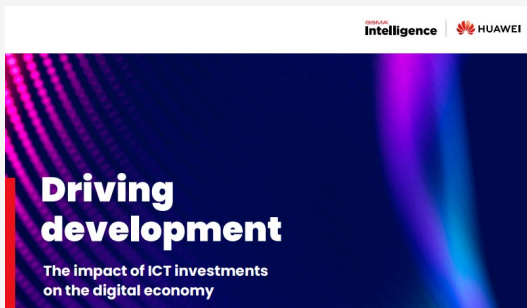 GSMA
Intelligence
HUAWEI
Driving
development
The impact of ICT investments
on the digital economy